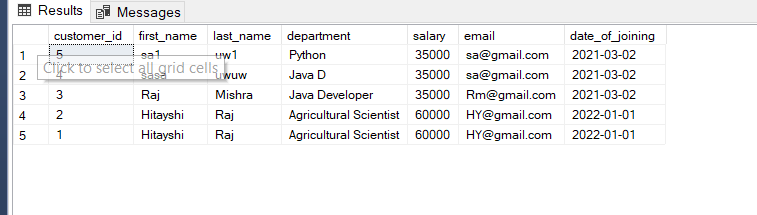 Results Messages
customer_id first_name last_name department salary email date_of_joining
1 5 sa1 uw1 Python 35000 sa@gmail.com 2021-03-02
Click to select all grid cells
2 4 sasa uwuw Java D 35000 sa@gmail.com 2021-03-02
3 3 Raj Mishra Java Developer 35000 Rm@gmail.com 2021-03-02
4 2 Hitayshi Raj Agricultural Scientist 60000 HY@gmail.com 2022-01-01
5 1 Hitayshi Raj Agricultural Scientist 60000 HY@gmail.com 2022-01-01